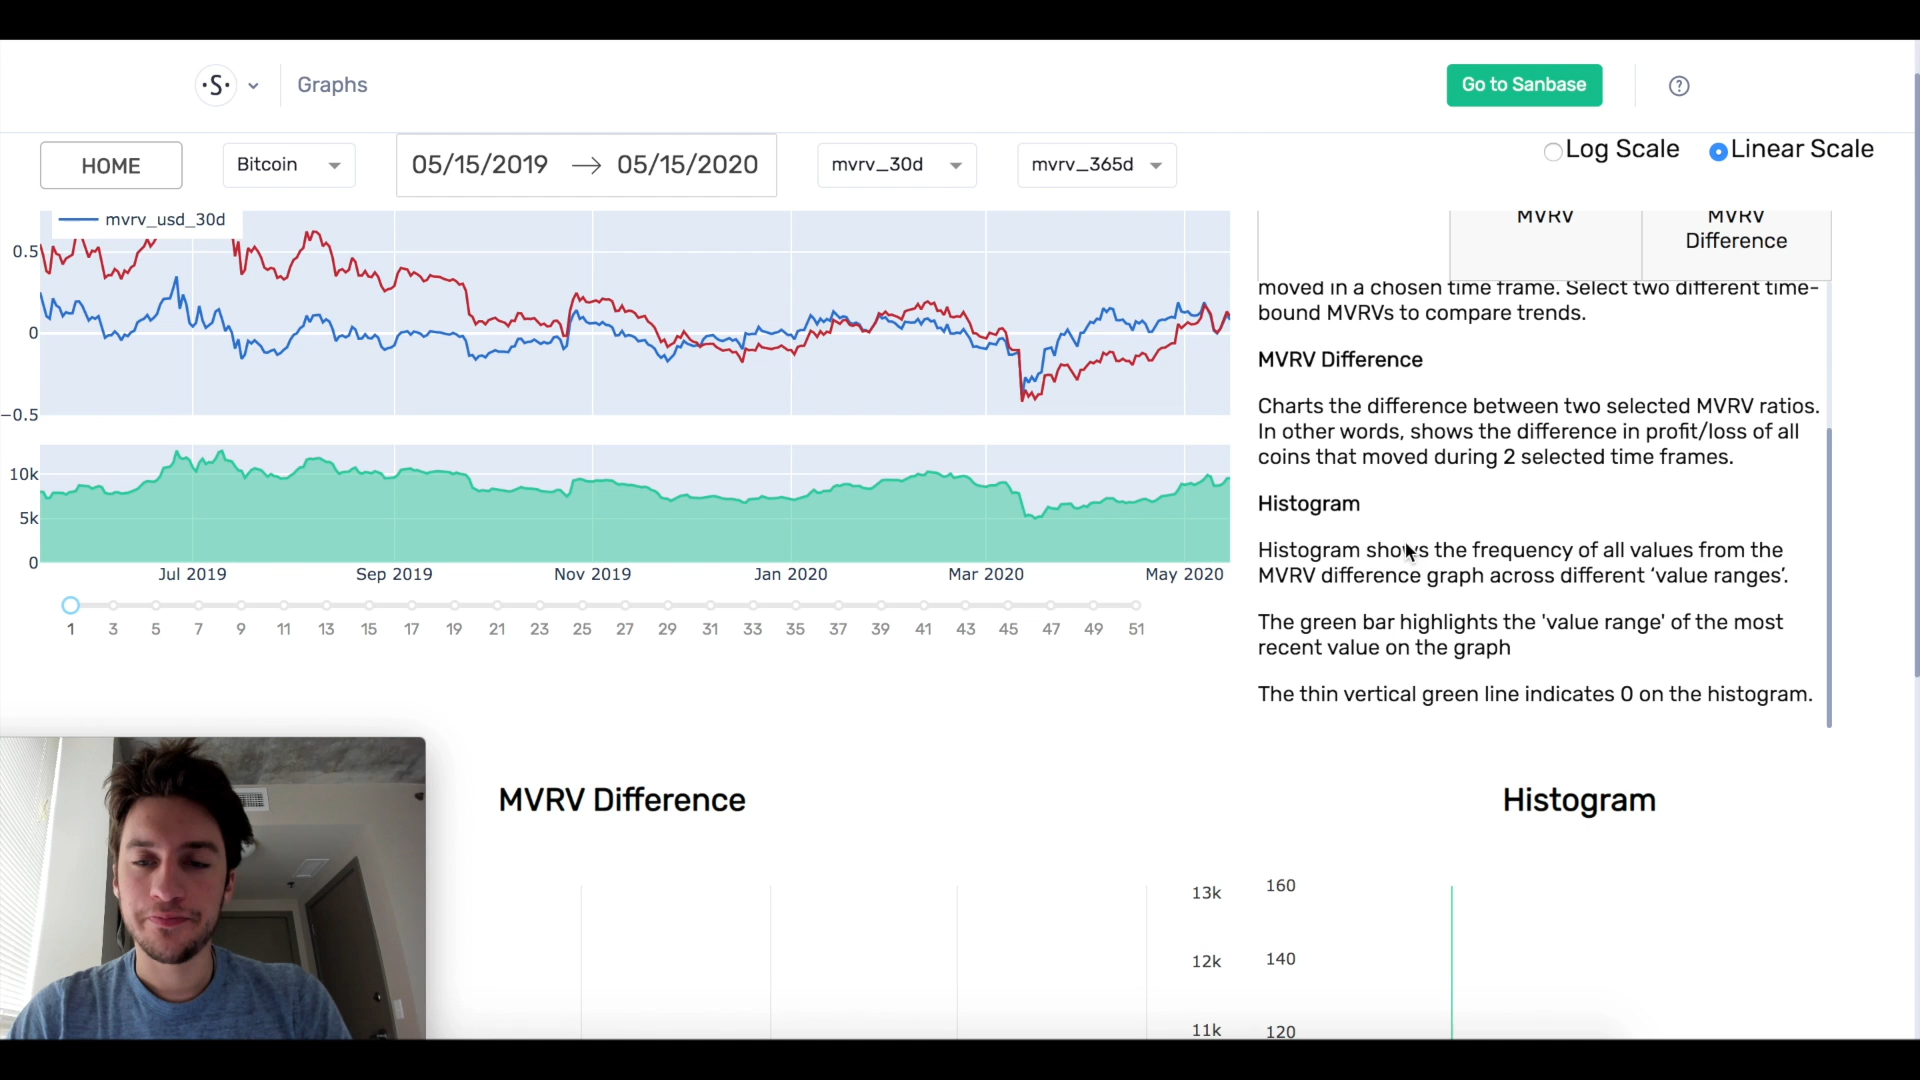 ·S· Graphs Go to Sanbase ?
HOME Bitcoin 05/15/2019 → 05/15/2020 mvrv_30d mvrv_365d Log Scale Linear Scale
mvrv_usd_30d
0.5
0
−0.5
10k
5k
0
Jul 2019 Sep 2019 Nov 2019 Jan 2020 Mar 2020 May 2020
1 3 5 7 9 11 13 15 17 19 21 23 25 27 29 31 33 35 37 39 41 43 45 47 49 51
MVRV MVRV
Difference
moved in a chosen time frame. Select two different time-
bound MVRVs to compare trends.
MVRV Difference
Charts the difference between two selected MVRV ratios.
In other words, shows the difference in profit/loss of all
coins that moved during 2 selected time frames.
Histogram
Histogram shows the frequency of all values from the
MVRV difference graph across different ‘value ranges’.
The green bar highlights the 'value range' of the most
recent value on the graph
The thin vertical green line indicates 0 on the histogram.
MVRV Difference
13k
12k
11k
Histogram
160
140
120